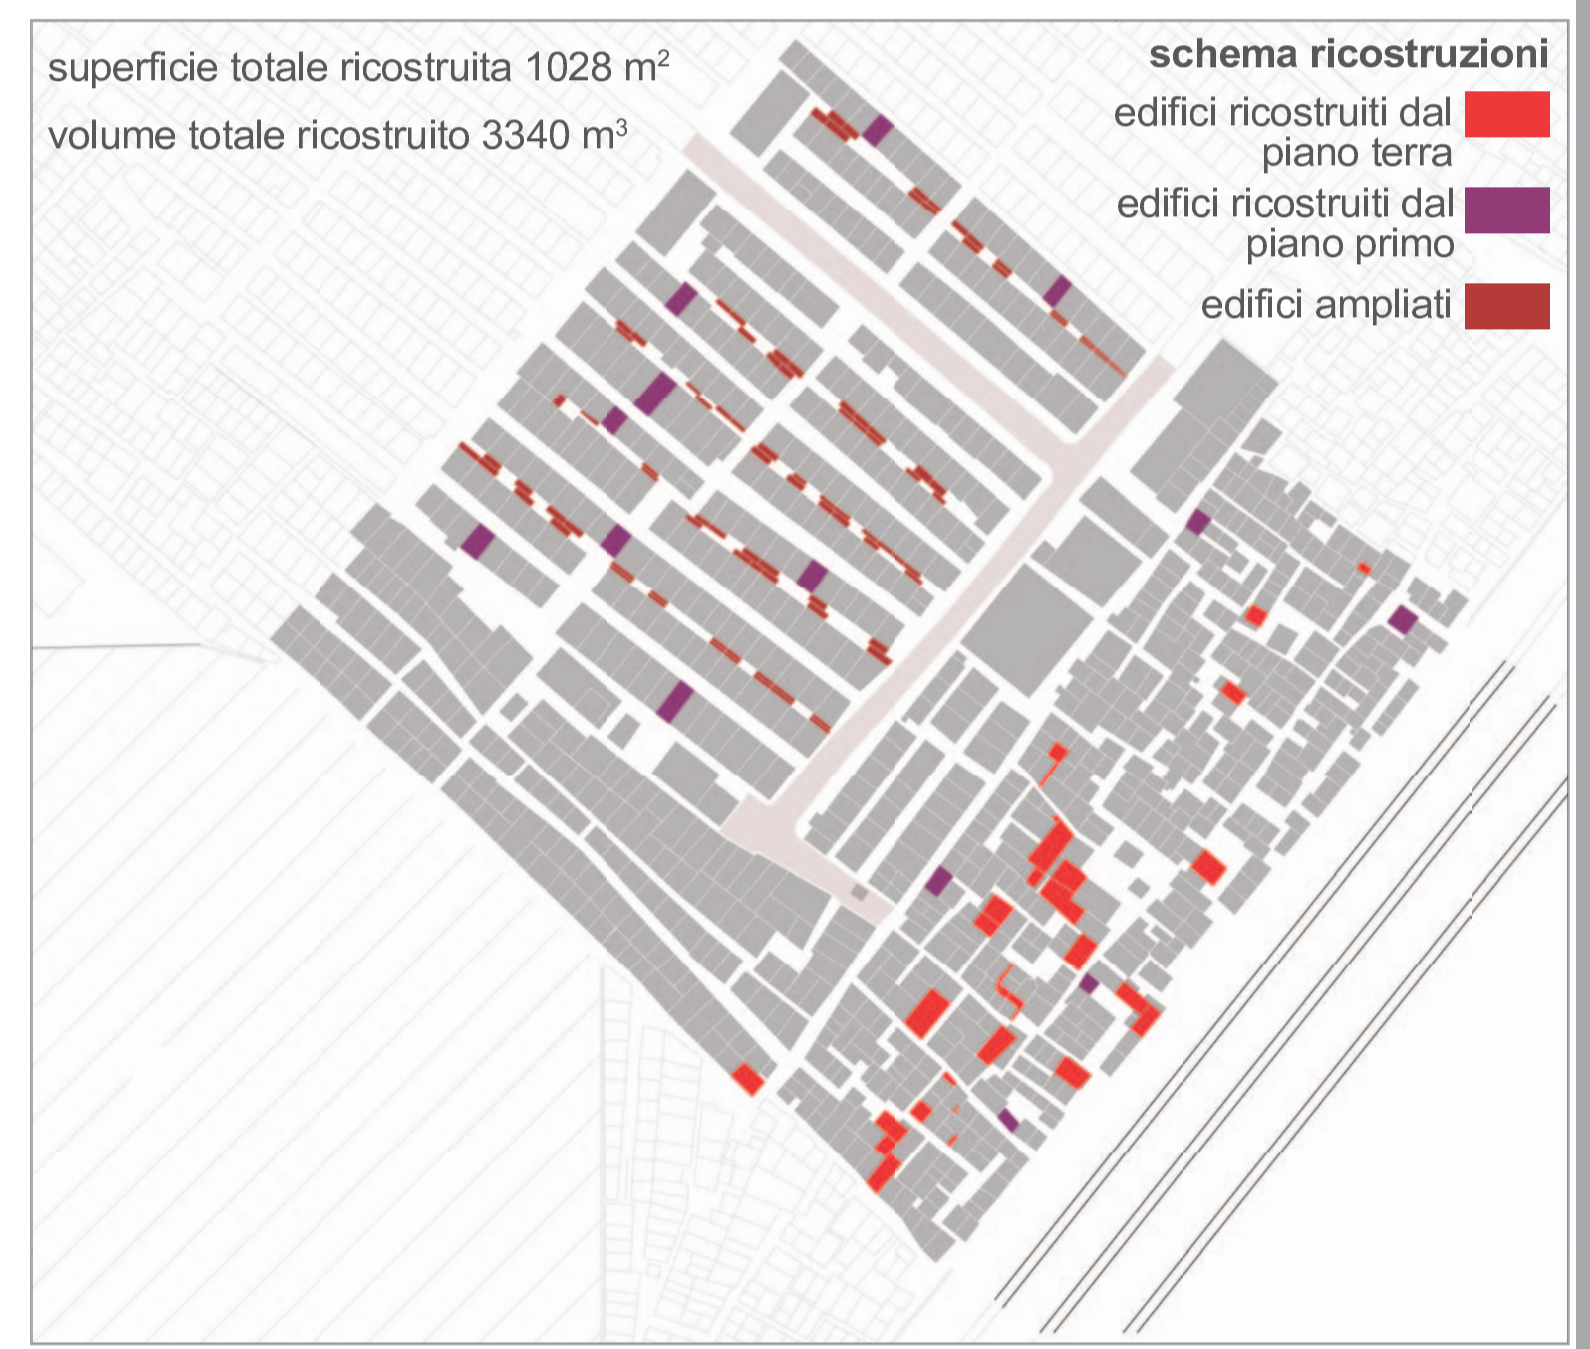 superficie totale ricostruita 1028 m²
volume totale ricostruito 3340 m³
schema ricostruzioni
edifici ricostruiti dal
piano terra
edifici ricostruiti dal
piano primo
edifici ampliati